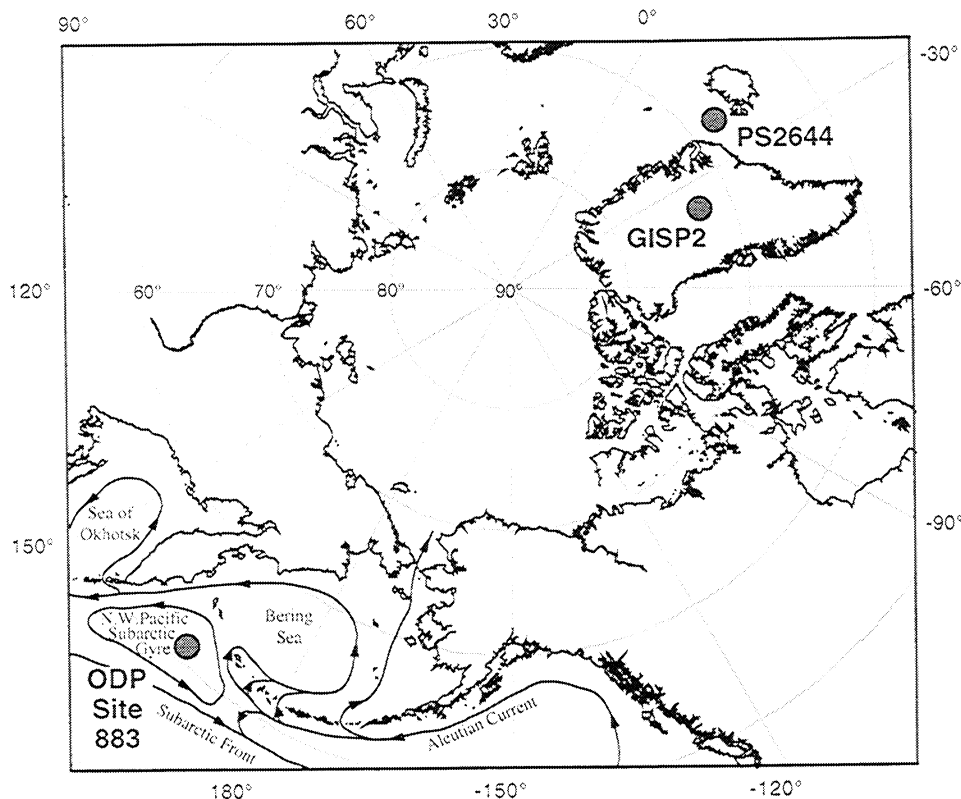 90°
60°
30°
0°
-30°
PS2644
GISP2
120°
60°
70°
80°
90°
-60°
Sea of
Okhotsk
-90°
150°
N.W.Pacific
Subarctic
Gyre
Bering
Sea
ODP
Site
883
Subarctic Front
Aleutian Current
180°
-150°
-120°